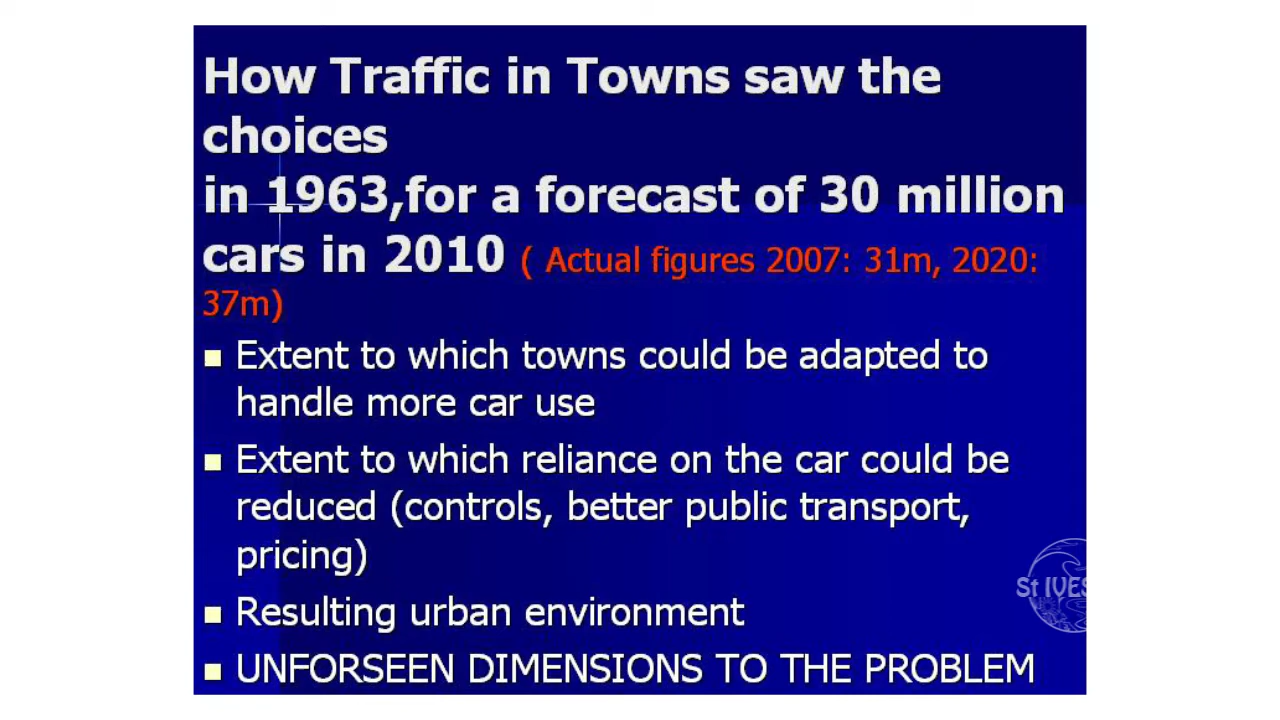 How Traffic in Towns saw the
choices
in 1963,for a forecast of 30 million
cars in 2010 ( Actual figures 2007: 31m, 2020:
37m)
Extent to which towns could be adapted to
handle more car use
Extent to which reliance on the car could be
reduced (controls, better public transport,
pricing)
St IVES
Resulting urban environment
UNFORSEEN DIMENSIONS TO THE PROBLEM